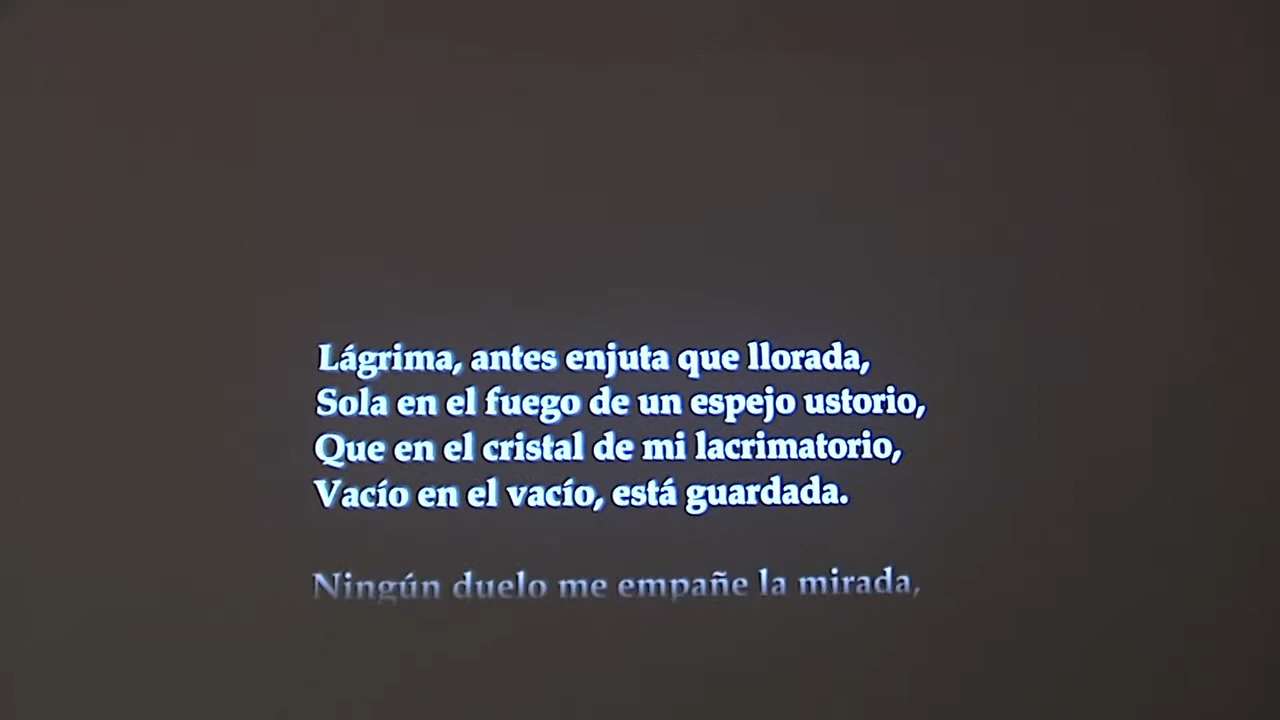 Lágrima, antes enjuta que llorada,
Sola en el fuego de un espejo ustorio,
Que en el cristal de mi lacrimatorio,
Vacío en el vacío, está guardada.
Ningún duelo me empañe la mirada,